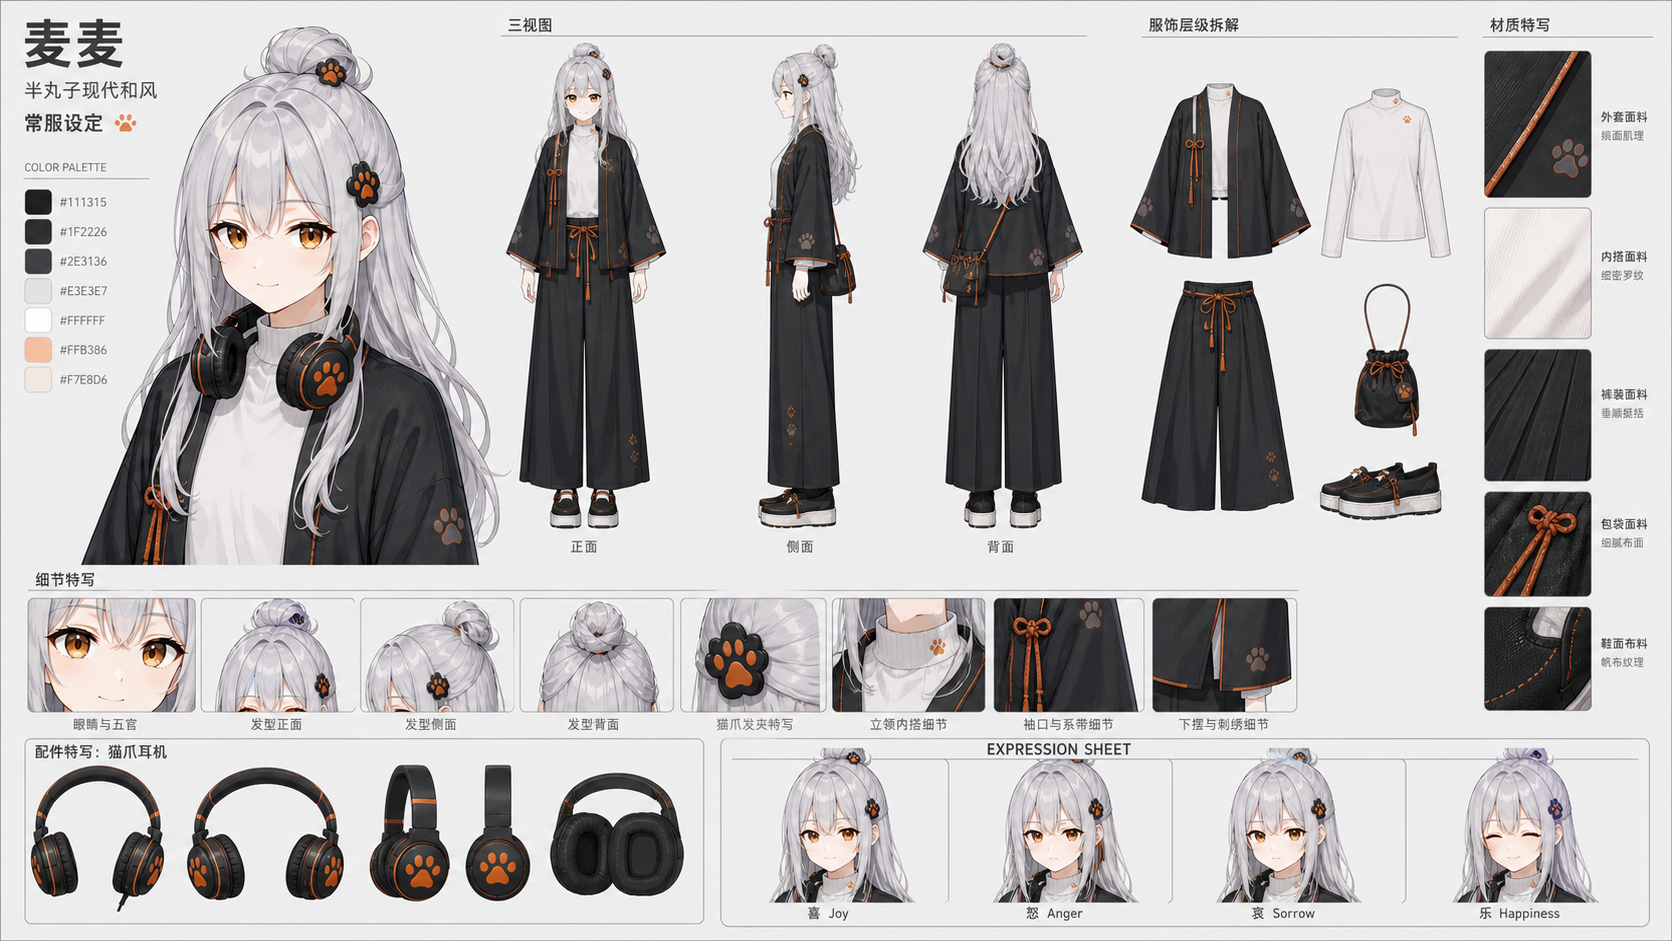 麦麦
半丸子现代和风
常服设定
COLOR PALETTE
#111315
#1F2226
#2E3136
#E3E3E7
#FFFFFF
#FFB386
#F7E8D6
三视图
正面
侧面
背面
服饰层级拆解
材质特写
外套面料
绢面肌理
内搭面料
细密罗纹
裤装面料
垂顺挺括
包袋面料
细腻布面
鞋面布料
帆布纹理
细节特写
眼睛与五官
发型正面
发型侧面
发型背面
猫爪发夹特写
立领内搭细节
袖口与系带细节
下摆与刺绣细节
配件特写：猫爪耳机
EXPRESSION SHEET
喜 Joy
怒 Anger
哀 Sorrow
乐 Happiness